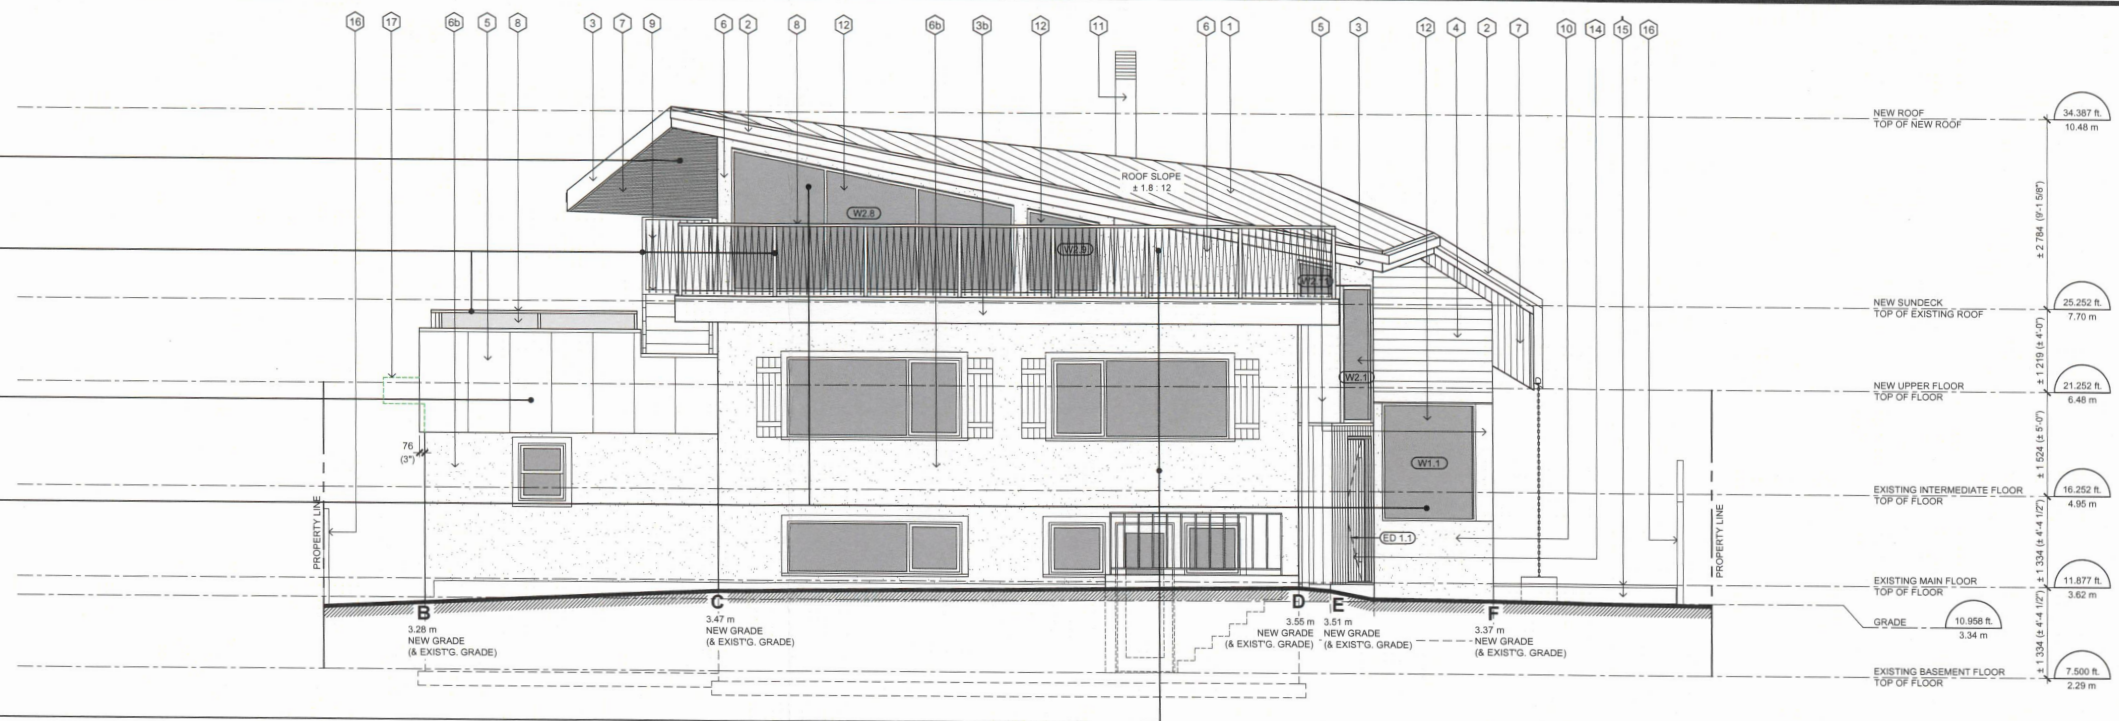 16 17 6b 5 8 3 7 9 6 2 8 12 6b 3b 12 11 6 1 5 3 12 4 2 7 10 14 15 16
NEW ROOF
TOP OF NEW ROOF
34.387 ft.
10.48 m
ROOF SLOPE
± 1.8 : 12
± 2 784 (9'-1 5/8")
W2.8
W2.9
NEW SUNDECK
TOP OF EXISTING ROOF
25.252 ft.
7.70 m
± 1 219 (± 4'-0")
W2.1
NEW UPPER FLOOR
TOP OF FLOOR
21.252 ft.
6.48 m
76
(3")
± 1 524 (± 5'-0")
W1.1
EXISTING INTERMEDIATE FLOOR
TOP OF FLOOR
16.252 ft.
4.95 m
PROPERTY LINE
PROPERTY LINE
± 1 334 (± 4'-4 1/2")
ED 1.1
EXISTING MAIN FLOOR
TOP OF FLOOR
11.877 ft.
3.62 m
B
3.28 m
NEW GRADE
(& EXIST'G. GRADE)
C
3.47 m
NEW GRADE
(& EXIST'G. GRADE)
D
3.55 m
NEW GRADE
(& EXIST'G. GRADE)
E
3.51 m
NEW GRADE
(& EXIST'G. GRADE)
F
3.37 m
NEW GRADE
(& EXIST'G. GRADE)
GRADE
10.958 ft.
3.34 m
± 1 334 (± 4'-4 1/2")
EXISTING BASEMENT FLOOR
TOP OF FLOOR
7.500 ft.
2.29 m